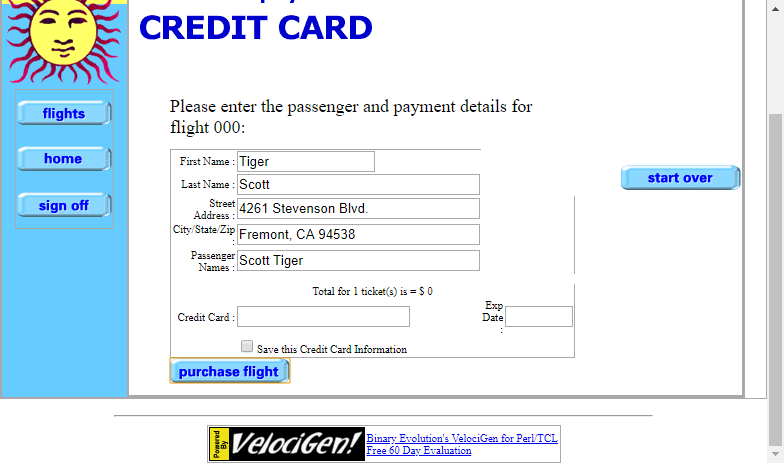 CREDIT CARD
flights
home
sign off
Please enter the passenger and payment details for
flight 000:
First Name : Tiger
Last Name : Scott
Street
Address : 4261 Stevenson Blvd.
City/State/Zip
: Fremont, CA 94538
Passenger
Names : Scott Tiger
Total for 1 ticket(s) is = $ 0
Credit Card :
Exp
Date
:
Save this Credit Card Information
purchase flight
start over
Powered
By
VelociGen!
Binary Evolution's VelociGen for Perl/TCL
Free 60 Day Evaluation